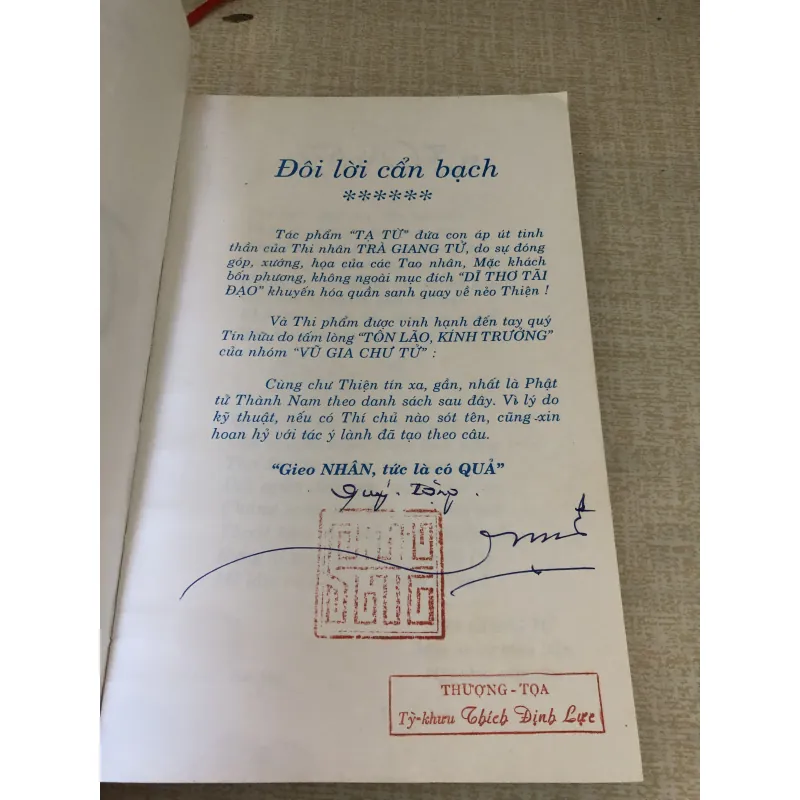 Đôi lời cẩn bạch
******
Tác phẩm "TẠ TỪ" đứa con áp út tinh
thần của Thi nhân TRÀ GIANG TỬ, do sự đóng
góp, xướng, họa của các Tao nhân, Mặc khách
bốn phương, không ngoài mục đích "DĨ THƠ TÃI
ĐẠO" khuyến hóa quần sanh quay về nẻo Thiện !
Và Thi phẩm được vinh hạnh đến tay quý
Tín hữu do tấm lòng "TÔN LÃO, KÍNH TRƯỞNG"
của nhóm "VŨ GIA CHƯ TỬ" :
Cùng chư Thiện tín xa, gần, nhất là Phật
tử Thành Nam theo danh sách sau đây. Vì lý do
kỹ thuật, nếu có Thí chủ nào sót tên, cũng xin
hoan hỷ với tác ý lành đã tạo theo câu.
"Gieo NHÂN, tức là có QUẢ"
Quý. Tặng.
THƯỢNG - TỌA
Tỳ-khưu Thích Định Lực